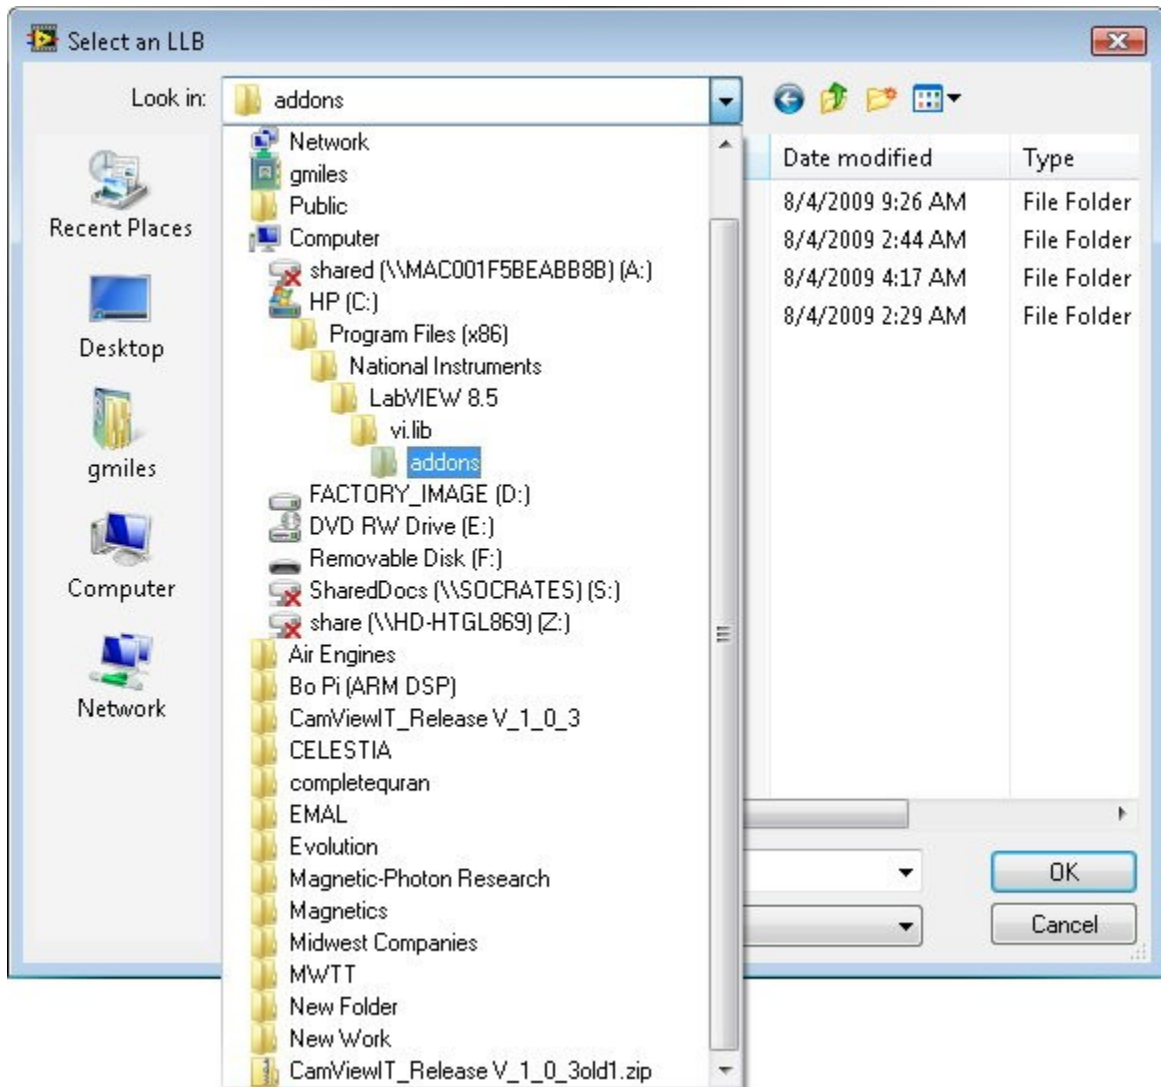 Select an LLB
Look in: addons
Network
gmiles
Public
Computer
shared (\\MAC001F5BEABB8B) (A:)
HP (C:)
Program Files (x86)
National Instruments
LabVIEW 8.5
vi.lib
addons
FACTORY_IMAGE (D:)
DVD RW Drive (E:)
Removable Disk (F:)
SharedDocs (\\SOCRATES) (S:)
share (\\HD-HTGL869) (Z:)
Air Engines
Bo Pi (ARM DSP)
CamViewIT_Release V_1_0_3
CELESTIA
completequran
EMAL
Evolution
Magnetic-Photon Research
Magnetics
Midwest Companies
MWTT
New Folder
New Work
CamViewIT_Release V_1_0_3old1.zip
Recent Places
Desktop
gmiles
Computer
Network
Date modified Type
8/4/2009 9:26 AM File Folder
8/4/2009 2:44 AM File Folder
8/4/2009 4:17 AM File Folder
8/4/2009 2:29 AM File Folder
OK
Cancel